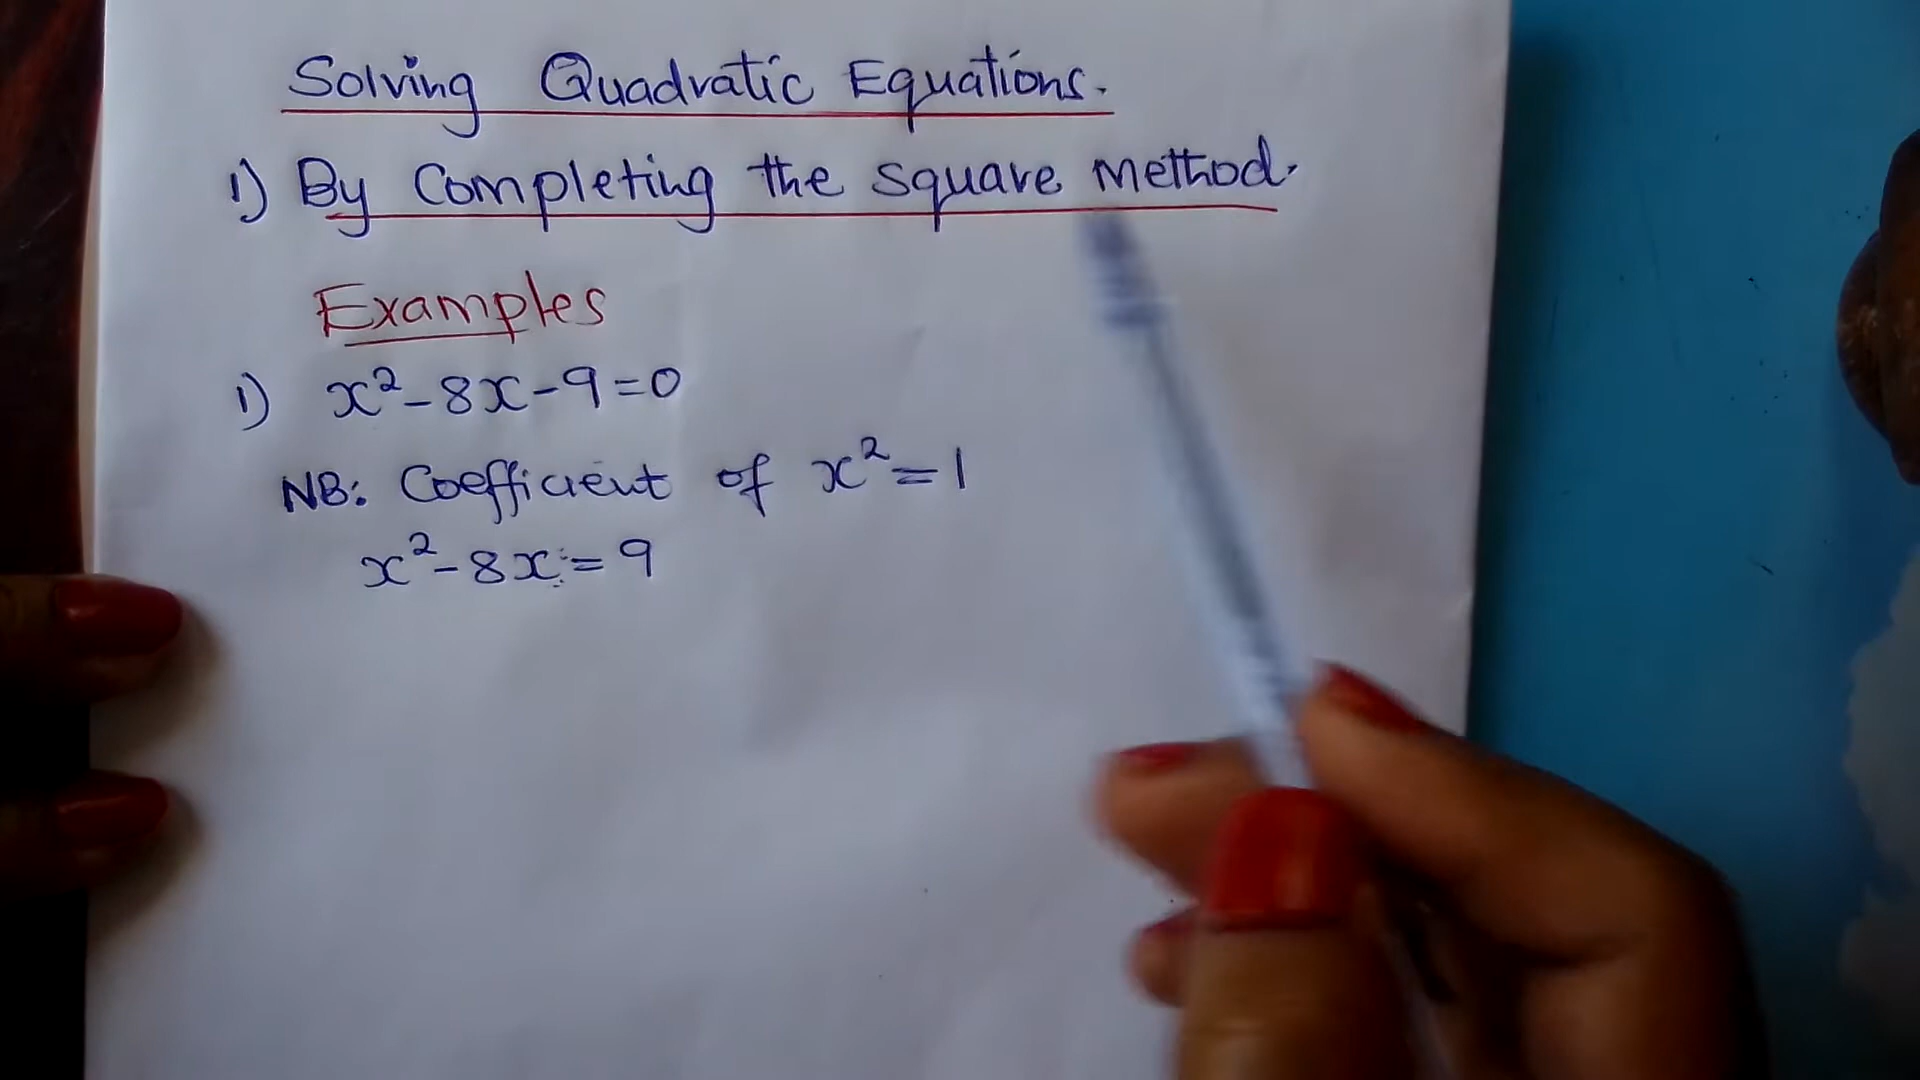 Solving Quadratic Equations.
1) By Completing the square method.
Examples
1) x²-8x-9=0
NB: Coefficient of x²=1
x²-8x=9